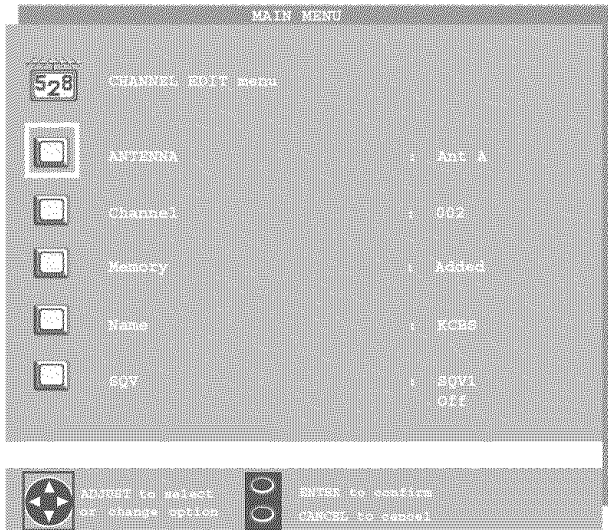 MAIN MENU
528
CHANNEL EDIT menu
ANTENNA : Ant A
Channel : 002
Memory : Added
Name : KCBS
SQV : SQV1
Off
ADJUST to select
or change option
ENTER to confirm
CANCEL to cancel